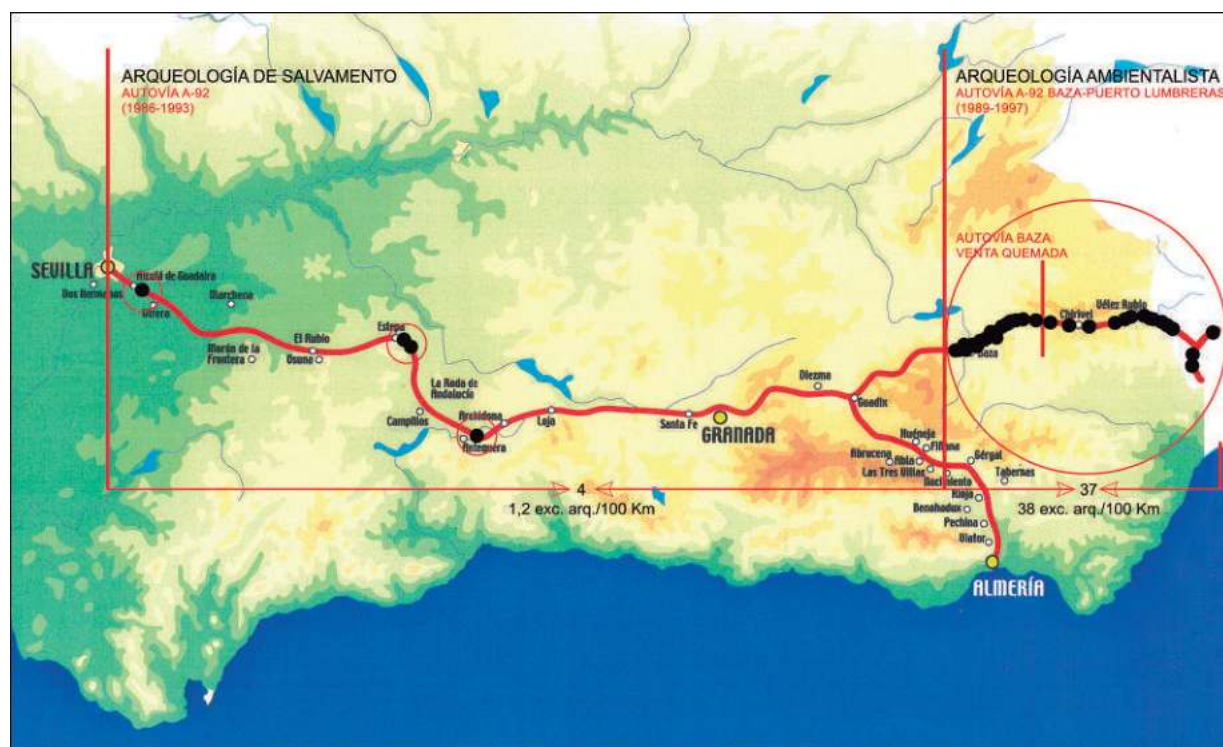 ARQUEOLOGÍA DE SALVAMENTO
AUTOVÍA A-92
(1986-1993)
ARQUEOLOGÍA AMBIENTALISTA
AUTOVÍA A-92 BAZA-PUERTO LUMBRERAS
(1989-1997)
AUTOVÍA BAZA
VENTA QUEMADA
SEVILLA
Alcalá de Guadaira
Dos Hermanas
Utrera
Marchena
Morón de la
Frontera
El Rubio
Osuna
Estepa
La Roda de
Andalucía
Campillos
Archidona
Antequera
Loja
Santa Fe
GRANADA
Diezma
Guadix
Baza
Chirivel
Vélez Rubio
Huéneja
Fiñana
Abrucena
Abla
Las Tres Villas
Nacimiento
Gérgal
Tabernas
Rioja
Benahadux
Pechina
Viator
ALMERÍA
4
1,2 exc. arq./100 Km
37
38 exc. arq./100 Km